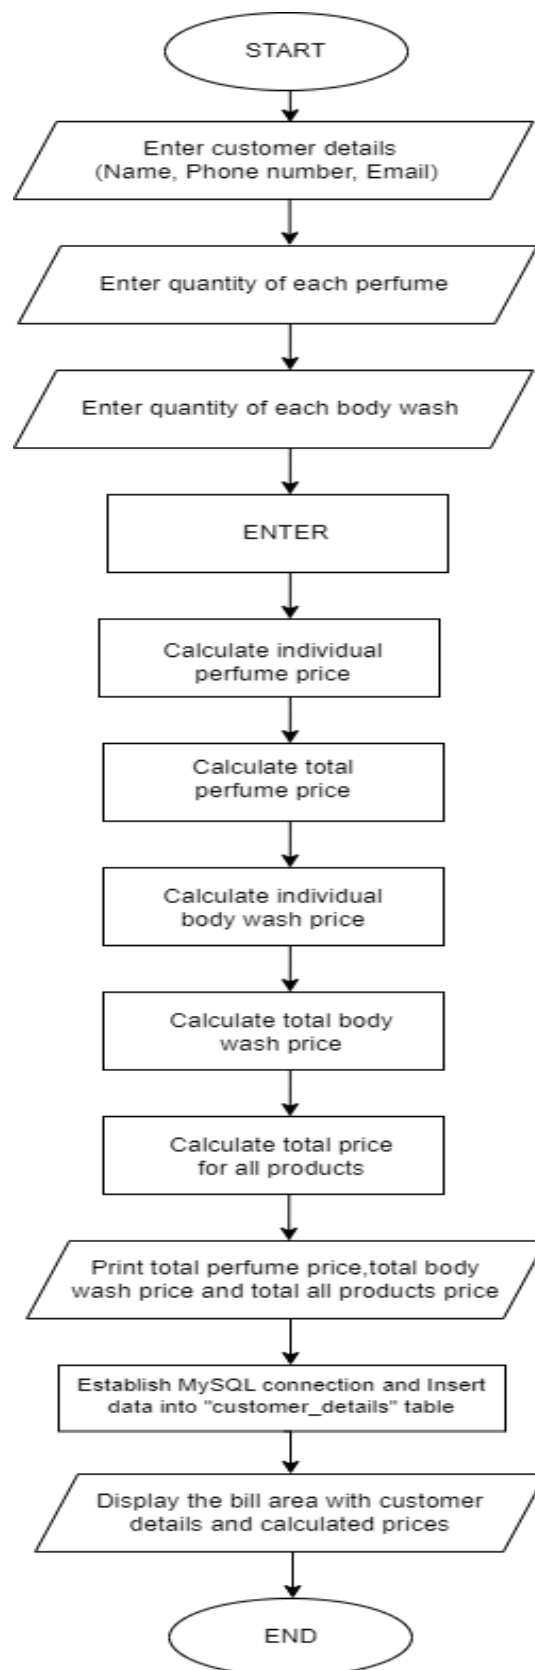 START
Enter customer details
(Name, Phone number, Email)
Enter quantity of each perfume
Enter quantity of each body wash
ENTER
Calculate individual
perfume price
Calculate total
perfume price
Calculate individual
body wash price
Calculate total body
wash price
Calculate total price
for all products
Print total perfume price,total body
wash price and total all products price
Establish MySQL connection and Insert
data into "customer_details" table
Display the bill area with customer
details and calculated prices
END